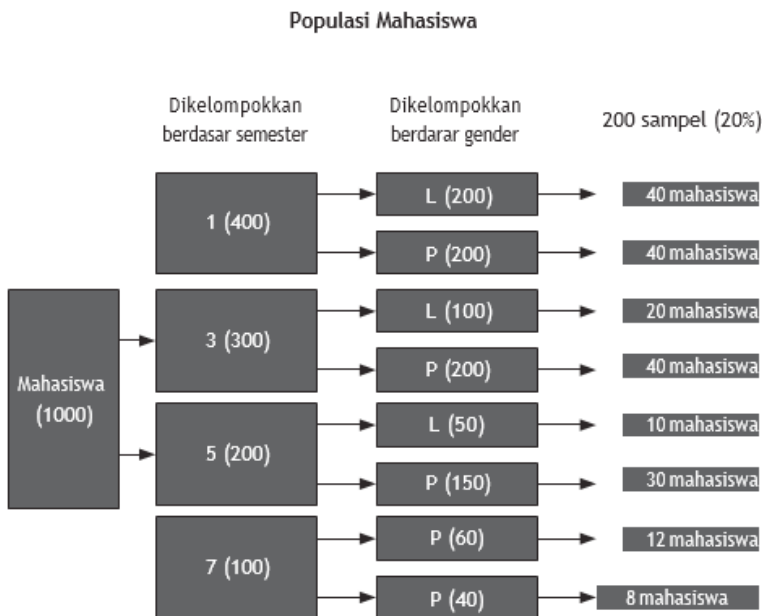 Populasi Mahasiswa
Dikelompokkan
berdasar semester
Dikelompokkan
berdarar gender
200 sampel (20%)
1 (400)
L (200)
40 mahasiswa
P (200)
40 mahasiswa
Mahasiswa
(1000)
3 (300)
L (100)
20 mahasiswa
P (200)
40 mahasiswa
5 (200)
L (50)
10 mahasiswa
P (150)
30 mahasiswa
7 (100)
P (60)
12 mahasiswa
P (40)
8 mahasiswa